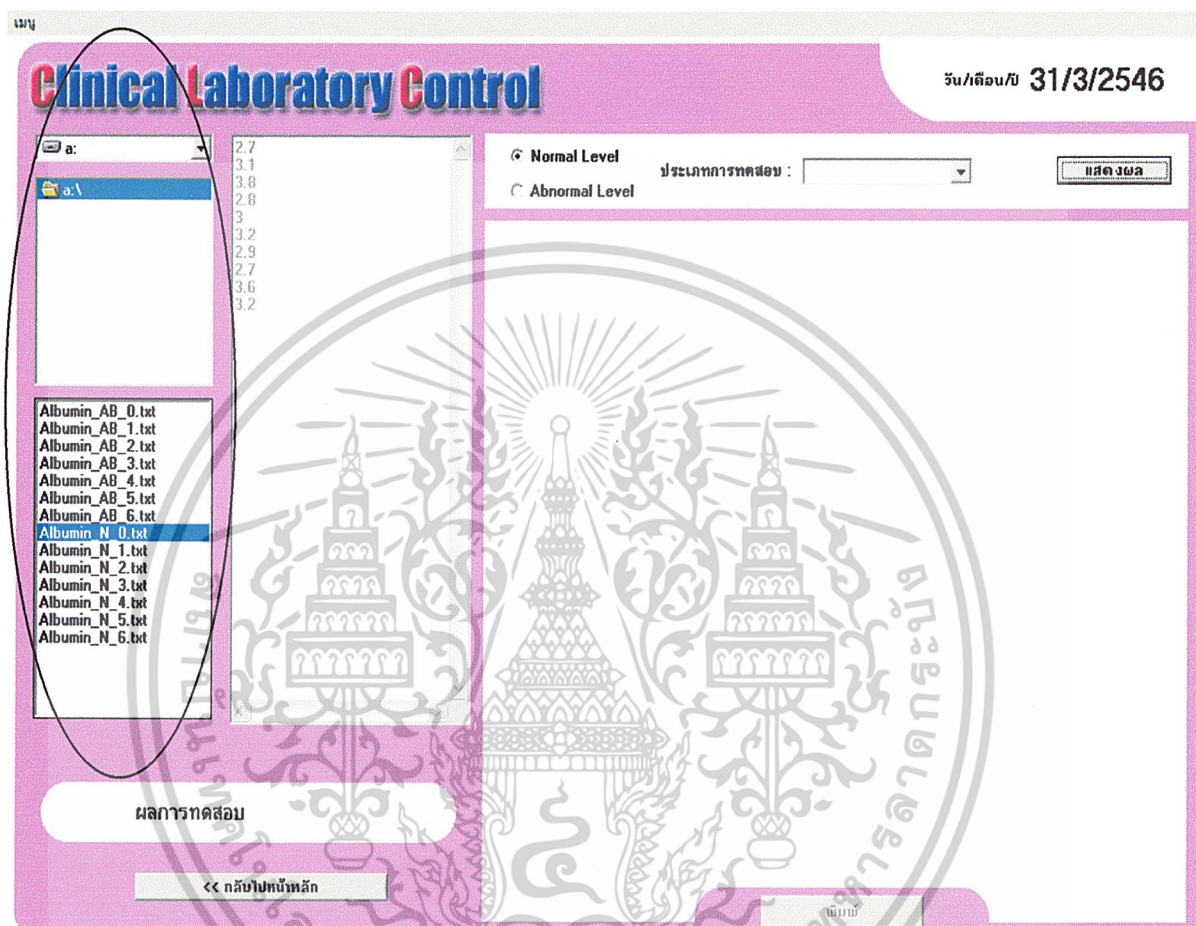 เมนู
Clinical Laboratory Control
วัน/เดือน/ปี 31/3/2546
a:
a:\
2.7
3.1
3.8
2.8
3
3.2
2.9
2.7
3.6
3.2
Normal Level
Abnormal Level
ประเภทการทดสอบ :
แสดงผล
Albumin_AB_0.txt
Albumin_AB_1.txt
Albumin_AB_2.txt
Albumin_AB_3.txt
Albumin_AB_4.txt
Albumin_AB_5.txt
Albumin_AB_6.txt
Albumin_N_0.txt
Albumin_N_1.txt
Albumin_N_2.txt
Albumin_N_3.txt
Albumin_N_4.txt
Albumin_N_5.txt
Albumin_N_6.txt
ผลการทดสอบ
<< กลับไปหน้าหลัก
พิมพ์